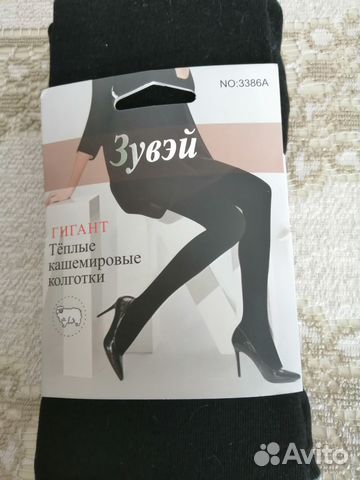 NO:3386A
Зувэй
ГИГАНТ
Тёплые
кашемировые
колготки
Avito